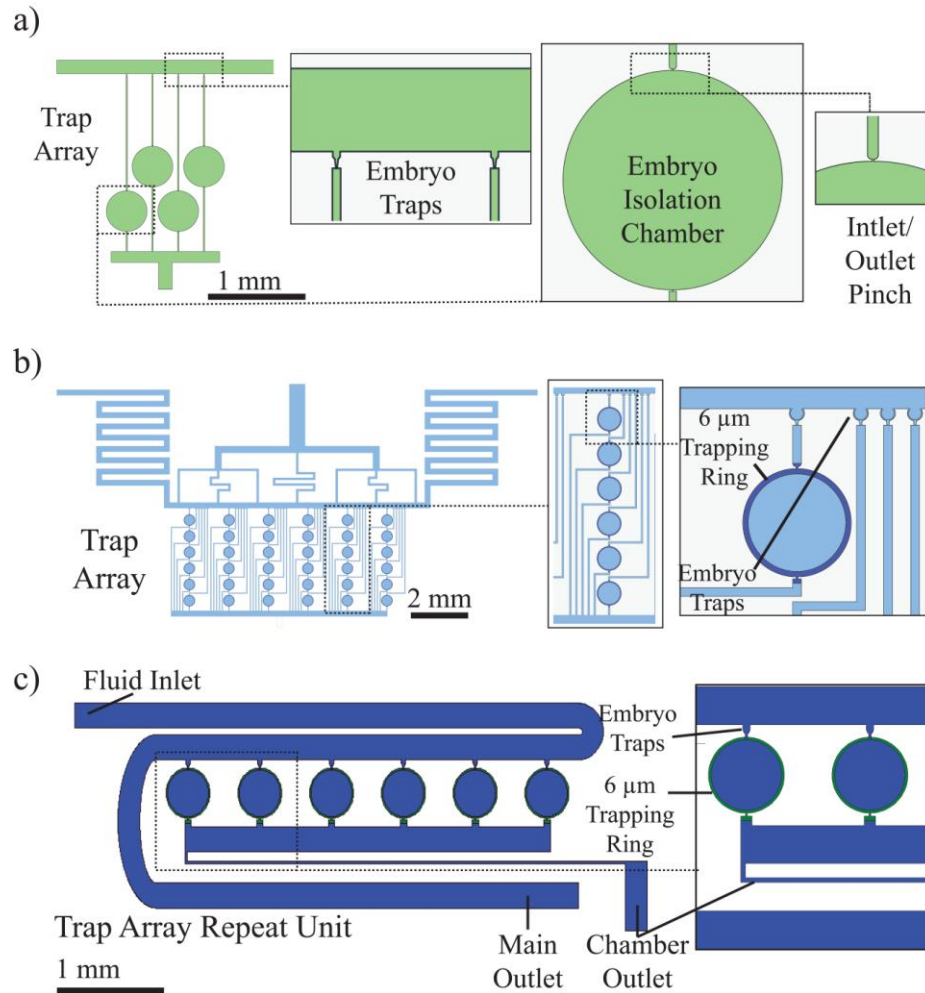 a)
Trap
Array
1 mm
Embryo
Traps
Embryo
Isolation
Chamber
Intlet/
Outlet
Pinch
b)
Trap
Array
2 mm
6 µm
Trapping
Ring
Embryo
Traps
c)
Fluid Inlet
Embryo
Traps
6 µm
Trapping
Ring
Trap Array Repeat Unit
1 mm
Main
Outlet
Chamber
Outlet